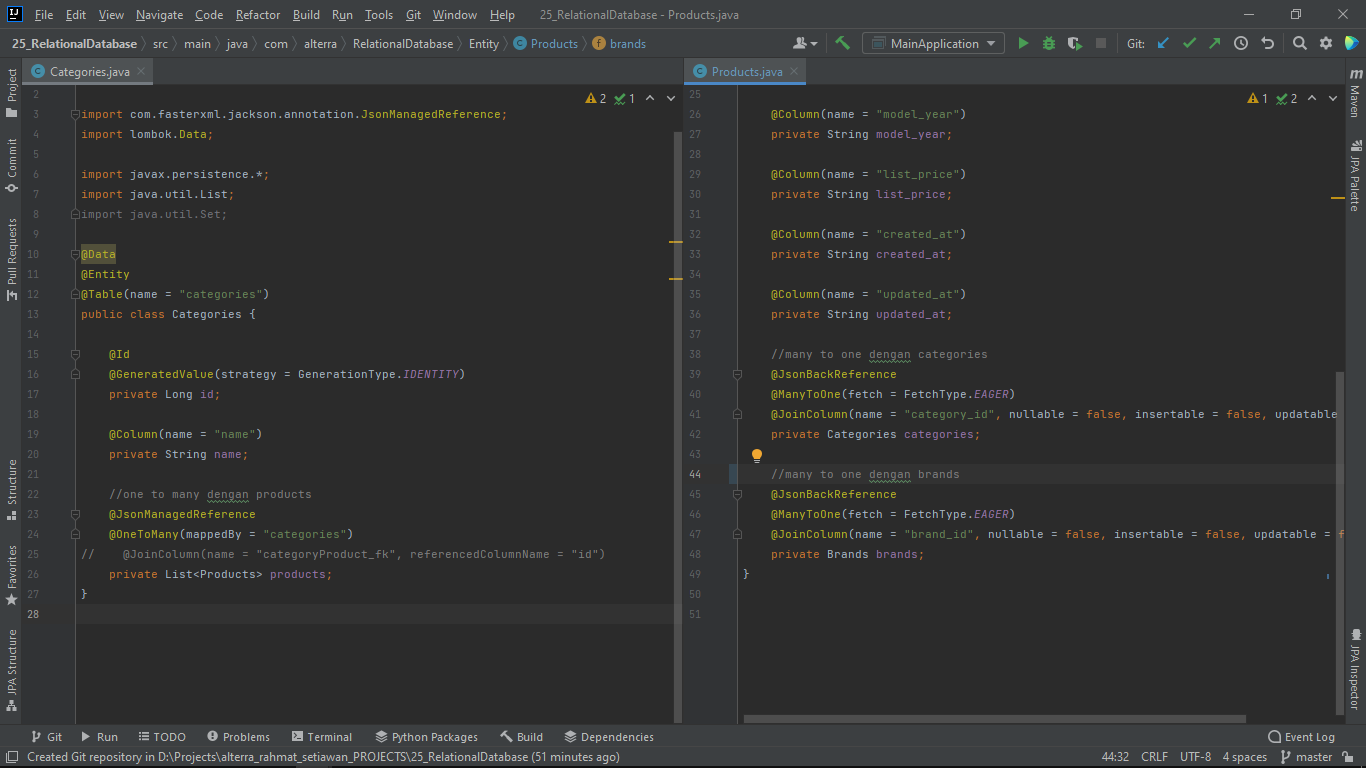 File Edit View Navigate Code Refactor Build Run Tools Git Window Help 25_RelationalDatabase - Products.java
25_RelationalDatabase src main java com alterra RelationalDatabase Entity Products brands
MainApplication Git:
Categories.java
Products.java
Project
Commit
Pull Requests
Structure
Favorites
JPA Structure
2 1
2
3 import com.fasterxml.jackson.annotation.JsonManagedReference;
4 import lombok.Data;
5
6 import javax.persistence.*;
7 import java.util.List;
8 import java.util.Set;
9
10 @Data
11 @Entity
12 @Table(name = "categories")
13 public class Categories {
14
15 @Id
16 @GeneratedValue(strategy = GenerationType.IDENTITY)
17 private Long id;
18
19 @Column(name = "name")
20 private String name;
21
22 //one to many dengan products
23 @JsonManagedReference
24 @OneToMany(mappedBy = "categories")
25 // @JoinColumn(name = "categoryProduct_fk", referencedColumnName = "id")
26 private List<Products> products;
27 }
28
1 2
25
26 @Column(name = "model_year")
27 private String model_year;
28
29 @Column(name = "list_price")
30 private String list_price;
31
32 @Column(name = "created_at")
33 private String created_at;
34
35 @Column(name = "updated_at")
36 private String updated_at;
37
38 //many to one dengan categories
39 @JsonBackReference
40 @ManyToOne(fetch = FetchType.EAGER)
41 @JoinColumn(name = "category_id", nullable = false, insertable = false, updatable
42 private Categories categories;
43
44 //many to one dengan brands
45 @JsonBackReference
46 @ManyToOne(fetch = FetchType.EAGER)
47 @JoinColumn(name = "brand_id", nullable = false, insertable = false, updatable = f
48 private Brands brands;
49 }
50
51
m
Maven
JPA Palette
JPA Inspector
Git Run TODO Problems Terminal Python Packages Build Dependencies Event Log
Created Git repository in D:\Projects\alterra_rahmat_setiawan_PROJECTS\25_RelationalDatabase (51 minutes ago) 44:32 CRLF UTF-8 4 spaces master